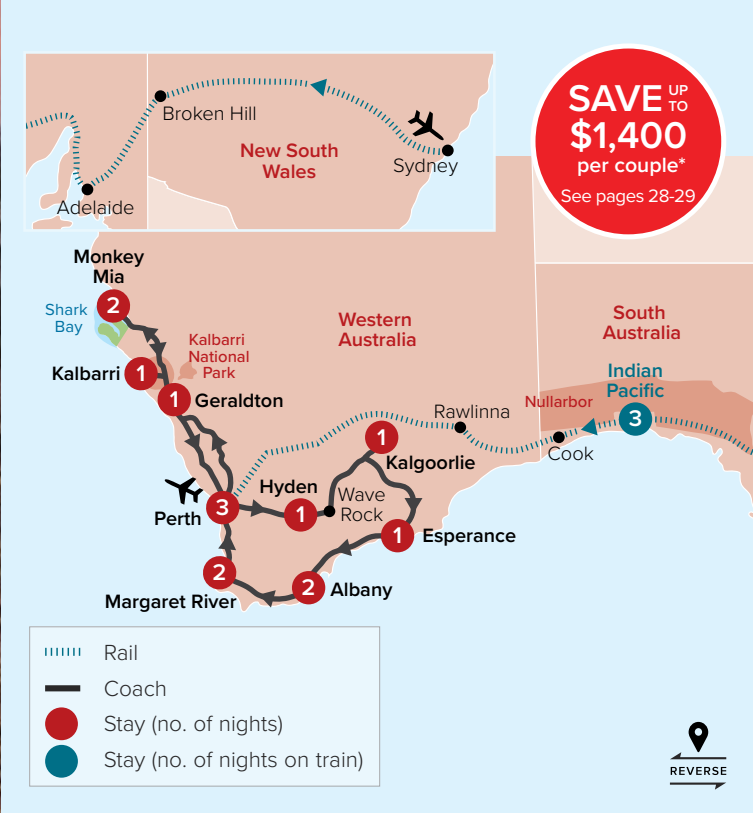 Broken Hill
New South
Wales
Sydney
Adelaide
SAVE UP TO
$1,400
per couple*
See pages 28-29
Monkey
Mia
2
Shark
Bay
Western
Australia
South
Australia
Kalbarri
National
Park
Kalbarri
1
1
Geraldton
Indian
Pacific
3
Nullarbor
Rawlinna
Cook
1
Kalgoorlie
Hyden
Wave
Rock
Perth
3
1
1
Esperance
2
Margaret River
2
Albany
Rail
Coach
Stay (no. of nights)
Stay (no. of nights on train)
REVERSE